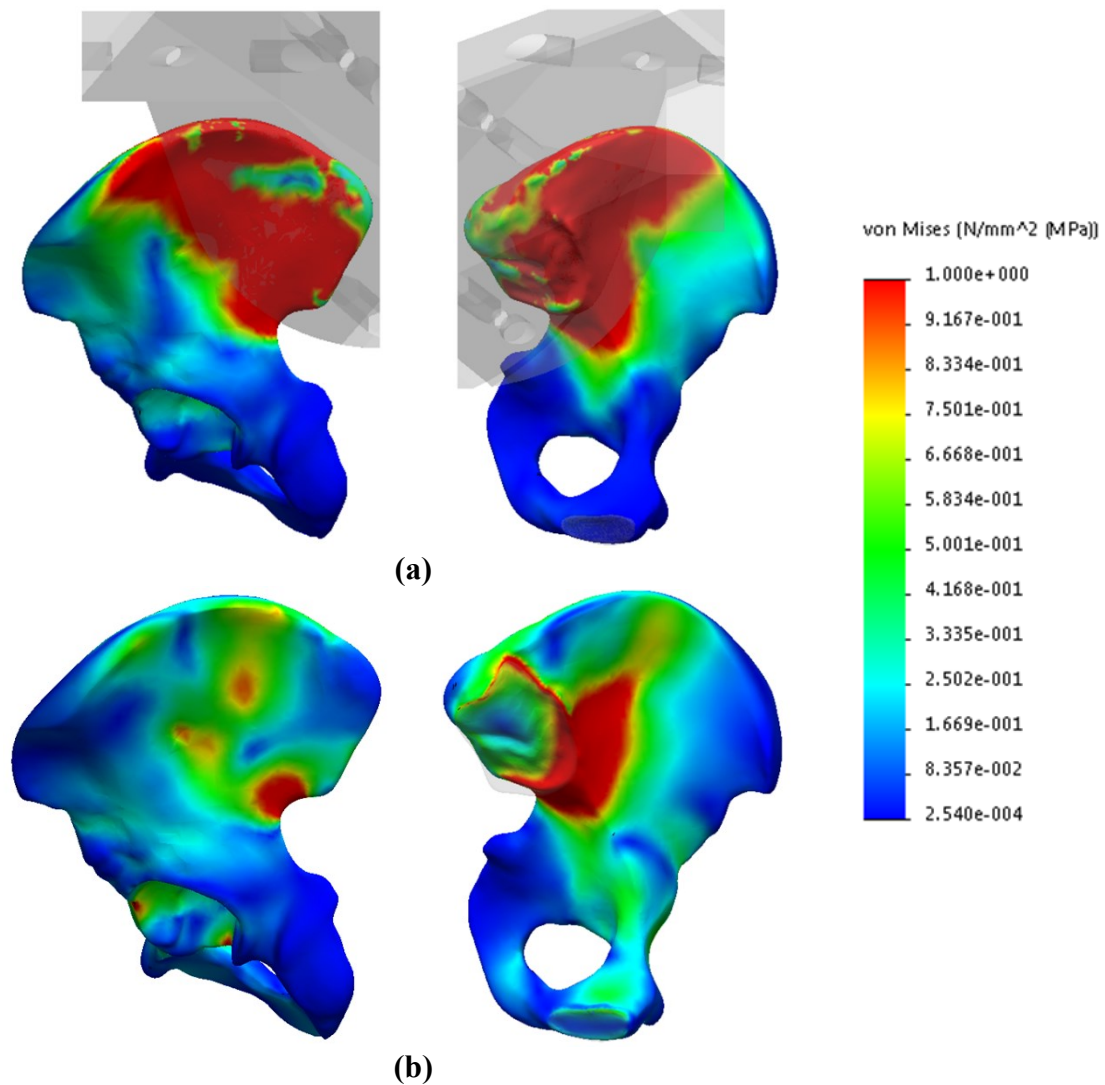 von Mises (N/mm^2 (MPa))
1.000e+000
9.167e-001
8.334e-001
7.501e-001
6.668e-001
5.834e-001
5.001e-001
4.168e-001
3.335e-001
2.502e-001
1.669e-001
8.357e-002
2.540e-004
(a)
(b)